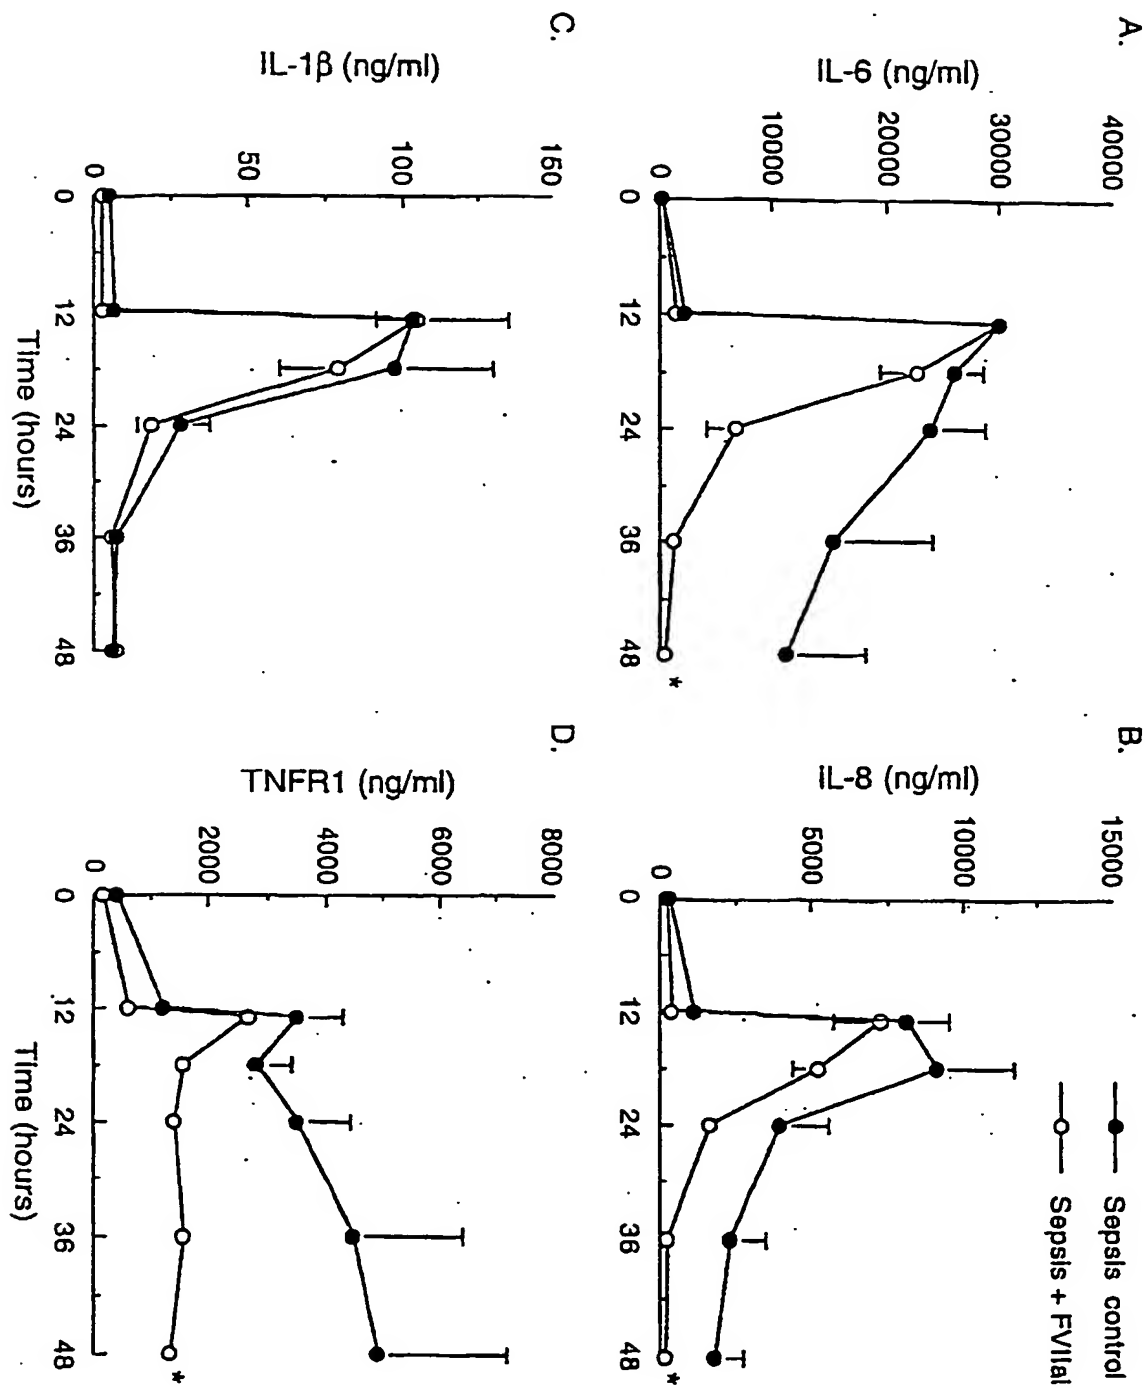 A.
IL-6 (ng/ml)
40000
30000
20000
10000
0
0 12 24 36 48
*
B.
IL-8 (ng/ml)
15000
10000
5000
0
0 12 24 36 48
*
Sepsis control
Sepsis + FVIIai
C.
IL-1β (ng/ml)
150
100
50
0
0 12 24 36 48
Time (hours)
D.
TNFR1 (ng/ml)
8000
6000
4000
2000
0
0 12 24 36 48
*
Time (hours)